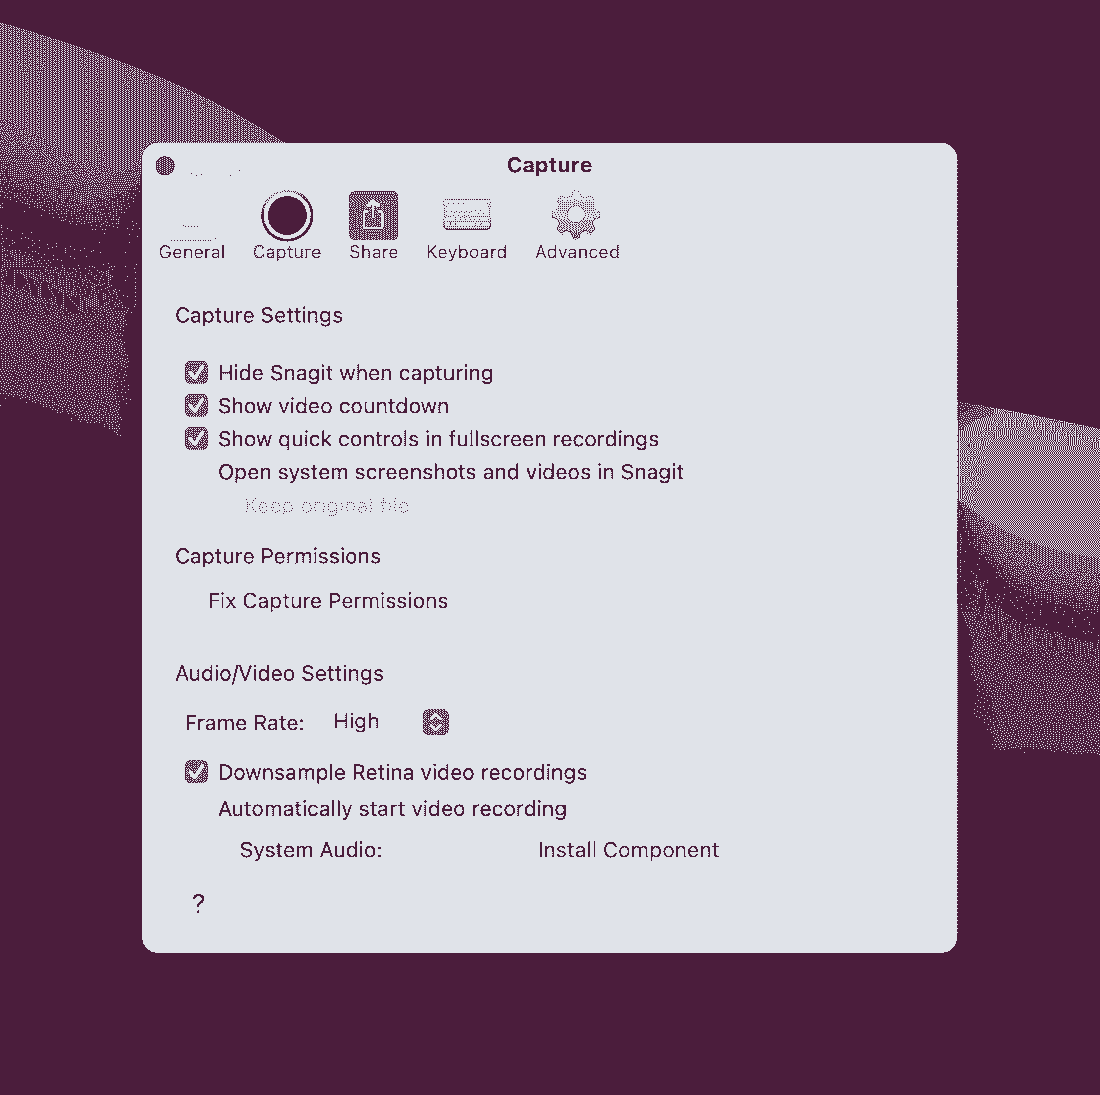 Capture
General Capture Share Keyboard Advanced
Capture Settings
Hide Snagit when capturing
Show video countdown
Show quick controls in fullscreen recordings
Open system screenshots and videos in Snagit
Keep original file
Capture Permissions
Fix Capture Permissions
Audio/Video Settings
Frame Rate: High
Downsample Retina video recordings
Automatically start video recording
System Audio: Install Component
?